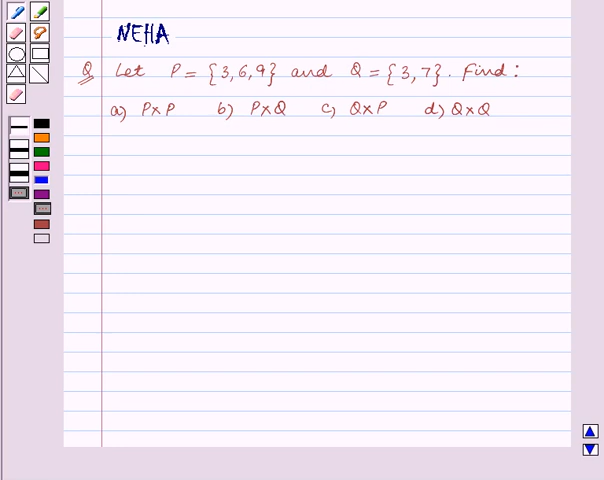 NEHA
Q Let P = {3,6,9} and Q = {3,7}. Find:
a) P×P b) P×Q c) Q×P d) Q×Q